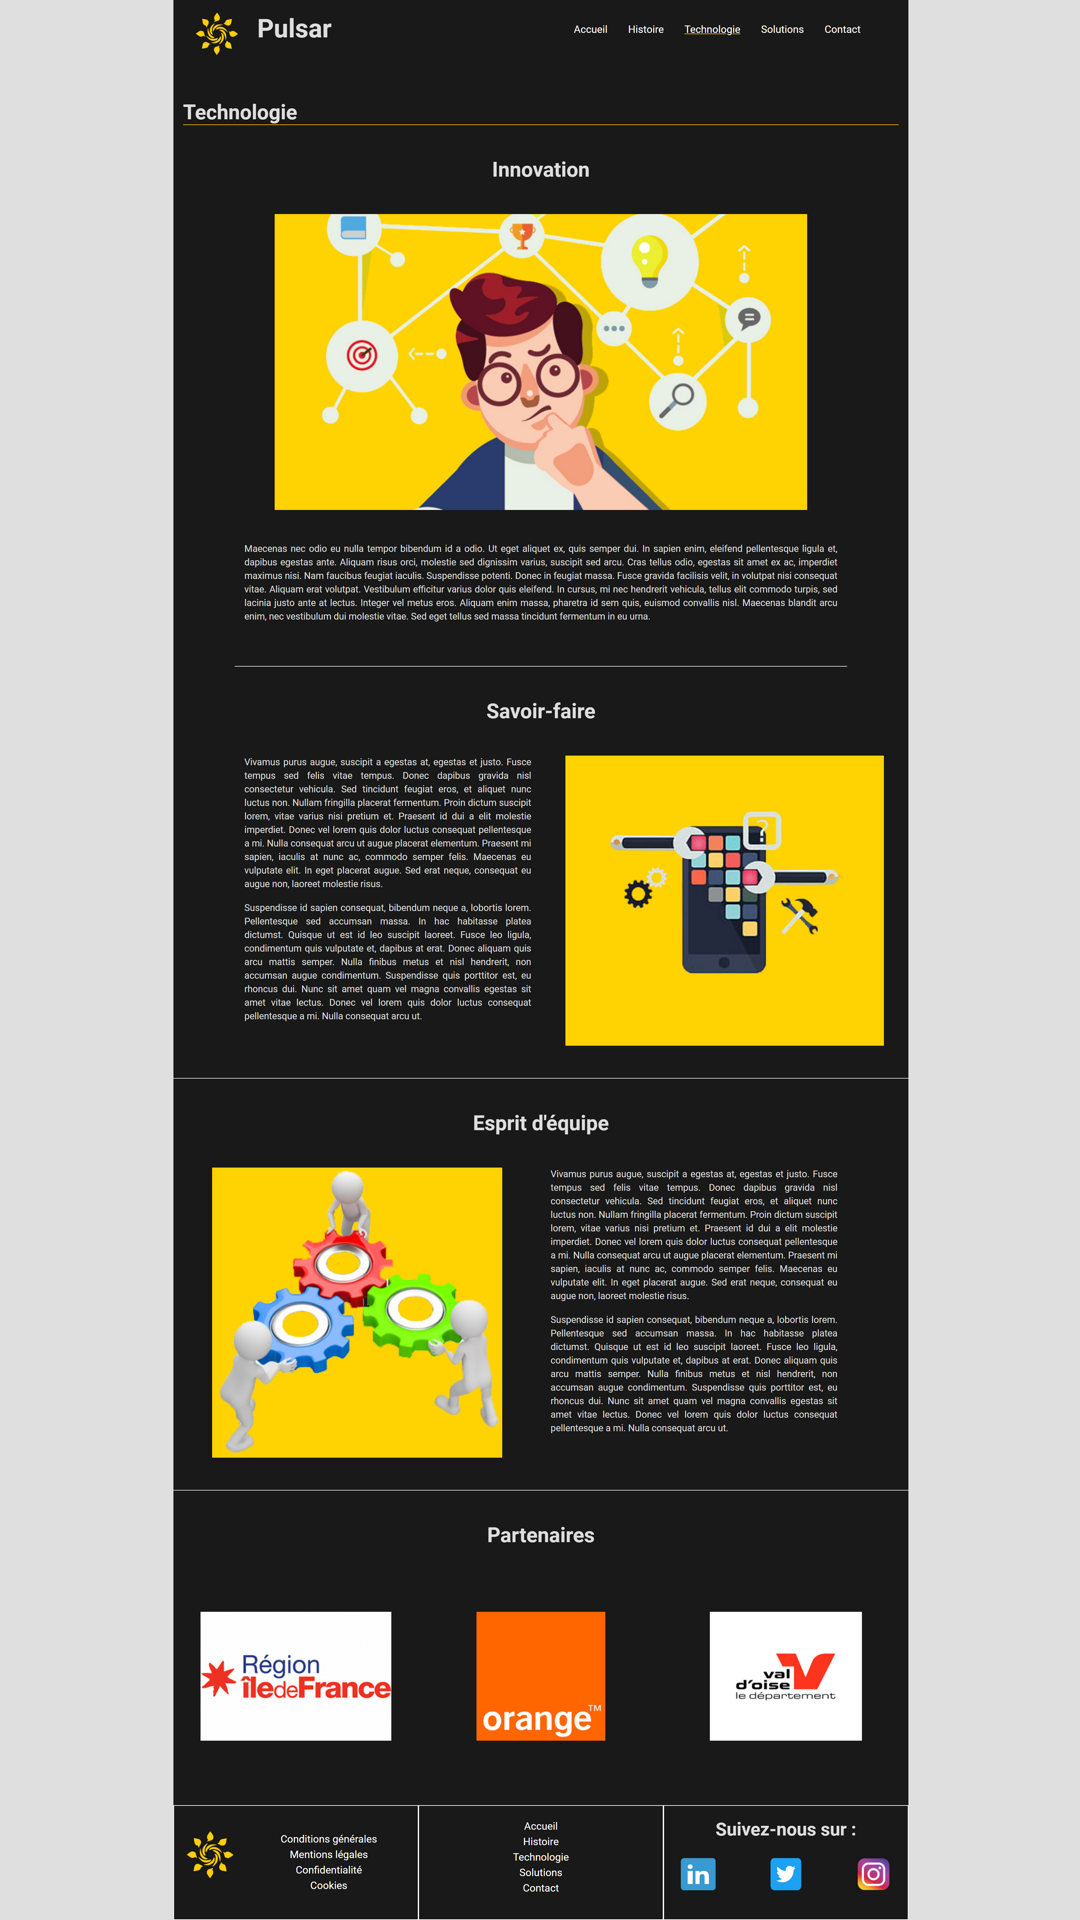 Pulsar
Accueil Histoire Technologie Solutions Contact
Technologie
Innovation
Maecenas nec odio eu nulla tempor bibendum id a odio. Ut eget aliquet ex, quis semper dui. In sapien enim, eleifend pellentesque ligula et,
dapibus egestas ante. Aliquam risus orci, molestie sed dignissim varius, suscipit sed arcu. Cras tellus odio, egestas sit amet ex ac, imperdiet
maximus nisi. Nam faucibus feugiat iaculis. Suspendisse potenti. Donec in feugiat massa. Fusce gravida facilisis velit, in volutpat nisi consequat
vitae. Aliquam erat volutpat. Vestibulum efficitur varius dolor quis eleifend. In cursus, mi nec hendrerit vehicula, tellus elit commodo turpis, sed
lacinia justo ante at lectus. Integer vel metus eros. Aliquam enim massa, pharetra id sem quis, euismod convallis nisl. Maecenas blandit arcu
enim, nec vestibulum dui molestie vitae. Sed eget tellus sed massa tincidunt fermentum in eu urna.
Savoir-faire
Vivamus purus augue, suscipit a egestas at, egestas et justo. Fusce
tempus sed felis vitae tempus. Donec dapibus gravida nisl
consectetur vehicula. Sed tincidunt feugiat eros, et aliquet nunc
luctus non. Nullam fringilla placerat fermentum. Proin dictum suscipit
lorem, vitae varius nisi pretium et. Praesent id dui a elit molestie
imperdiet. Donec vel lorem quis dolor luctus consequat pellentesque
a mi. Nulla consequat arcu ut augue placerat elementum. Praesent mi
sapien, iaculis at nunc ac, commodo semper felis. Maecenas eu
vulputate elit. In eget placerat augue. Sed erat neque, consequat eu
augue non, laoreet molestie risus.
Suspendisse id sapien consequat, bibendum neque a, lobortis lorem.
Pellentesque sed accumsan massa. In hac habitasse platea
dictumst. Quisque ut est id leo suscipit laoreet. Fusce leo ligula,
condimentum quis vulputate et, dapibus at erat. Donec aliquam quis
arcu mattis semper. Nulla finibus metus et nisl hendrerit, non
accumsan augue condimentum. Suspendisse quis porttitor est, eu
rhoncus dui. Nunc sit amet quam vel magna convallis egestas sit
amet vitae lectus. Donec vel lorem quis dolor luctus consequat
pellentesque a mi. Nulla consequat arcu ut.
?
Esprit d'équipe
Vivamus purus augue, suscipit a egestas at, egestas et justo. Fusce
tempus sed felis vitae tempus. Donec dapibus gravida nisl
consectetur vehicula. Sed tincidunt feugiat eros, et aliquet nunc
luctus non. Nullam fringilla placerat fermentum. Proin dictum suscipit
lorem, vitae varius nisi pretium et. Praesent id dui a elit molestie
imperdiet. Donec vel lorem quis dolor luctus consequat pellentesque
a mi. Nulla consequat arcu ut augue placerat elementum. Praesent mi
sapien, iaculis at nunc ac, commodo semper felis. Maecenas eu
vulputate elit. In eget placerat augue. Sed erat neque, consequat eu
augue non, laoreet molestie risus.
Suspendisse id sapien consequat, bibendum neque a, lobortis lorem.
Pellentesque sed accumsan massa. In hac habitasse platea
dictumst. Quisque ut est id leo suscipit laoreet. Fusce leo ligula,
condimentum quis vulputate et, dapibus at erat. Donec aliquam quis
arcu mattis semper. Nulla finibus metus et nisl hendrerit, non
accumsan augue condimentum. Suspendisse quis porttitor est, eu
rhoncus dui. Nunc sit amet quam vel magna convallis egestas sit
amet vitae lectus. Donec vel lorem quis dolor luctus consequat
pellentesque a mi. Nulla consequat arcu ut.
Partenaires
Région
îledeFrance
orange™
val
d'oise
le département
Conditions générales
Mentions légales
Confidentialité
Cookies
Accueil
Histoire
Technologie
Solutions
Contact
Suivez-nous sur :
in